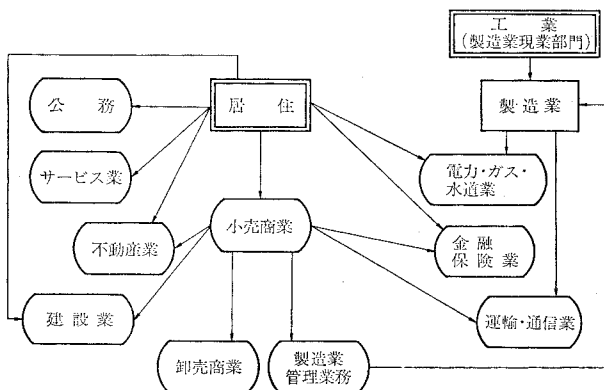 工業
(製造業現業部門)
公務
居住
製造業
サービス業
電力・ガス・
水道業
不動産業
小売商業
金融
保険業
建設業
運輸・通信業
卸売商業
製造業
管理業務